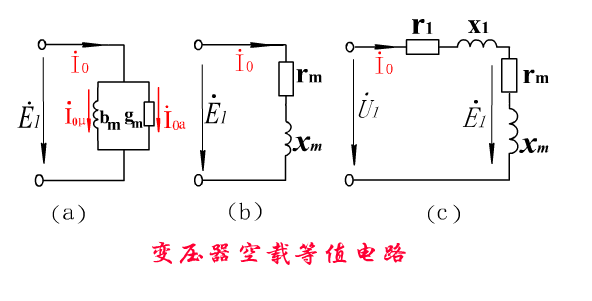 r1 x1
İ0 İ0 İ0
rm rm
Ė1 İ0μ bm gm İ0a Ė1 U̇1 Ė1
xm xm
(a) (b) (c)
变压器空载等值电路